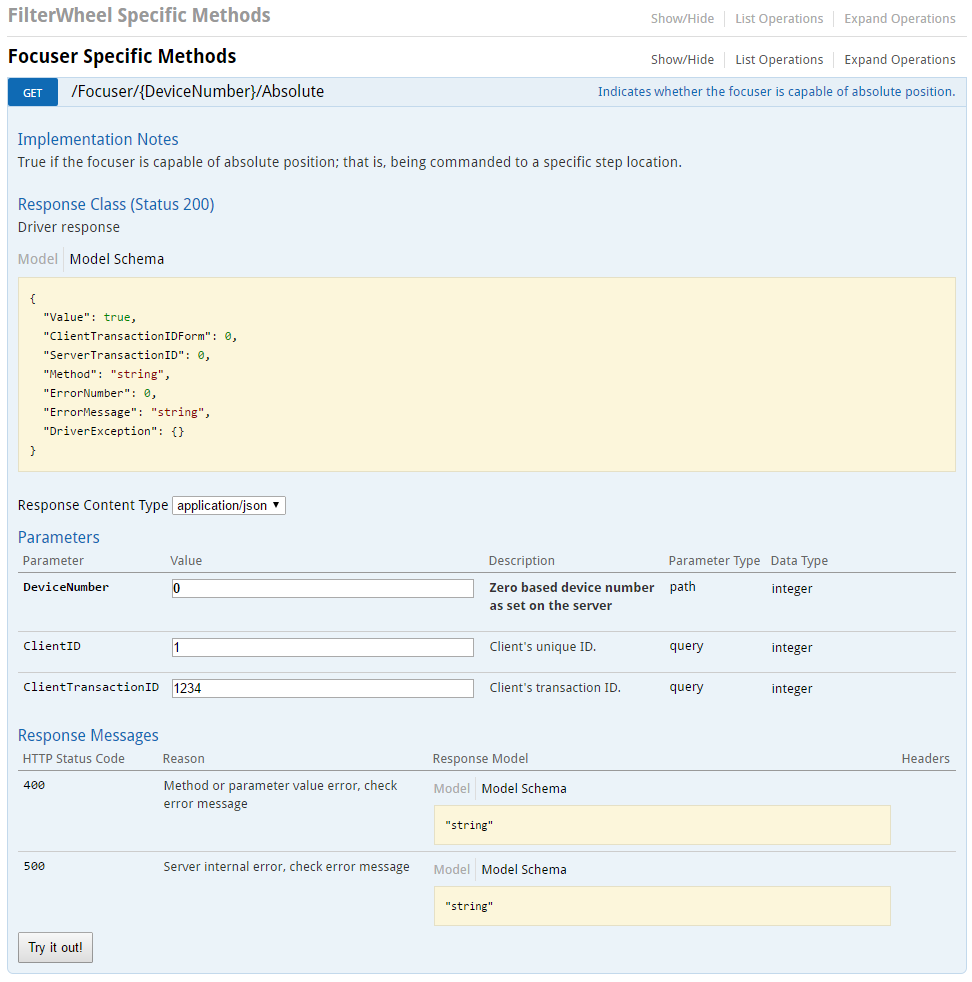 FilterWheel Specific Methods
Show/Hide List Operations Expand Operations
Focuser Specific Methods
Show/Hide List Operations Expand Operations
GET /Focuser/{DeviceNumber}/Absolute Indicates whether the focuser is capable of absolute position.
Implementation Notes
True if the focuser is capable of absolute position; that is, being commanded to a specific step location.
Response Class (Status 200)
Driver response
Model Model Schema
{
"Value": true,
"ClientTransactionIDForm": 0,
"ServerTransactionID": 0,
"Method": "string",
"ErrorNumber": 0,
"ErrorMessage": "string",
"DriverException": {}
}
Response Content Type application/json
Parameters
Parameter Value Description Parameter Type Data Type
DeviceNumber 0 Zero based device number path integer
as set on the server
ClientID 1 Client's unique ID. query integer
ClientTransactionID 1234 Client's transaction ID. query integer
Response Messages
HTTP Status Code Reason Response Model Headers
400 Method or parameter value error, check Model Model Schema
error message
"string"
500 Server internal error, check error message Model Model Schema
"string"
Try it out!